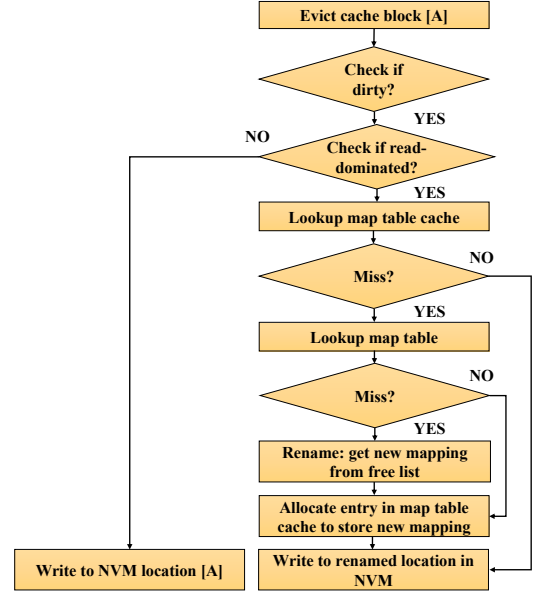 Evict cache block [A]
Check if
dirty?
YES
NO
Check if read-
dominated?
YES
Lookup map table cache
NO
Miss?
YES
Lookup map table
NO
Miss?
YES
Rename: get new mapping
from free list
Allocate entry in map table
cache to store new mapping
Write to NVM location [A]
Write to renamed location in
NVM